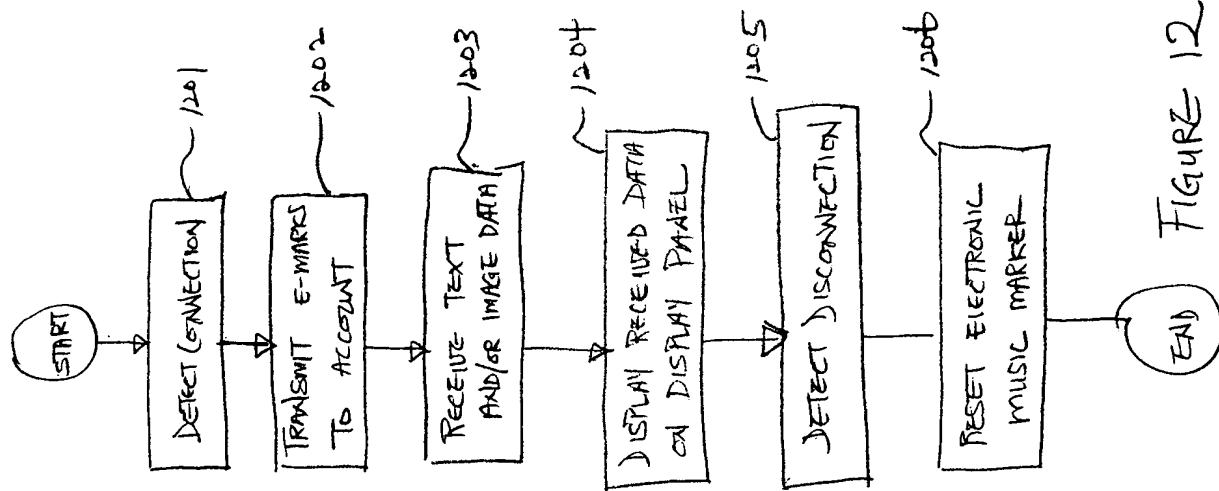 START
DETECT CONNECTION
1201
TRANSMIT E-MARKS
TO ACCOUNT
1202
RECEIVE TEXT
AND/OR IMAGE DATA
1203
DISPLAY RECEIVED DATA
ON DISPLAY PANEL
1204
DETECT DISCONNECTION
1205
RESET ELECTRONIC
MUSIC MARKER
1206
END
FIGURE 12